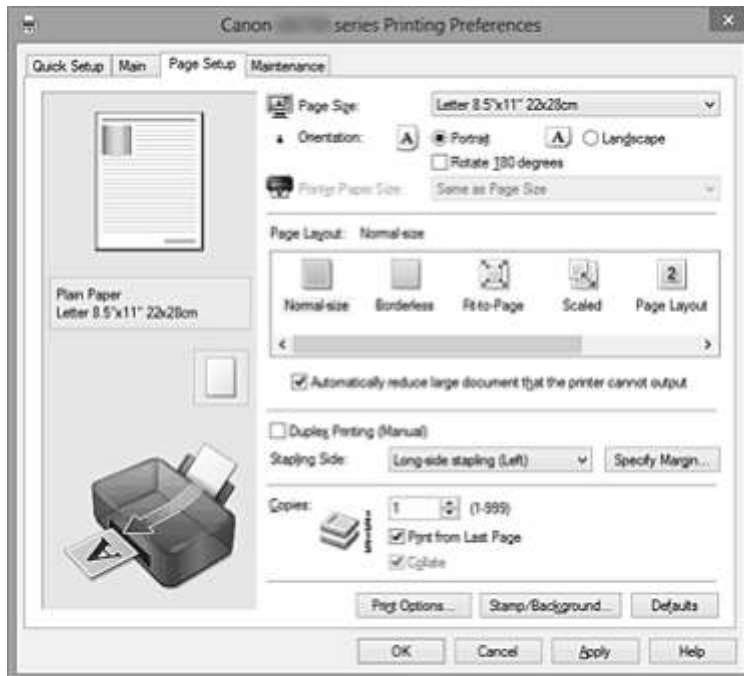 Canon series Printing Preferences
Quick Setup Main Page Setup Maintenance
Page Size: Letter 8.5"x11" 22x28cm
Orientation: A Portrait A Landscape
Rotate 180 degrees
Printer Paper Size: Same as Page Size
Page Layout: Normal-size
Normal-size Borderless Fit-to-Page Scaled 2 Page Layout
Plain Paper
Letter 8.5"x11" 22x28cm
Automatically reduce large document that the printer cannot output
Duplex Printing (Manual)
Stapling Side: Long-side stapling (Left) Specify Margin...
Copies: 1 (1-999)
Print from Last Page
Collate
A
Print Options... Stamp/Background... Defaults
OK Cancel Apply Help